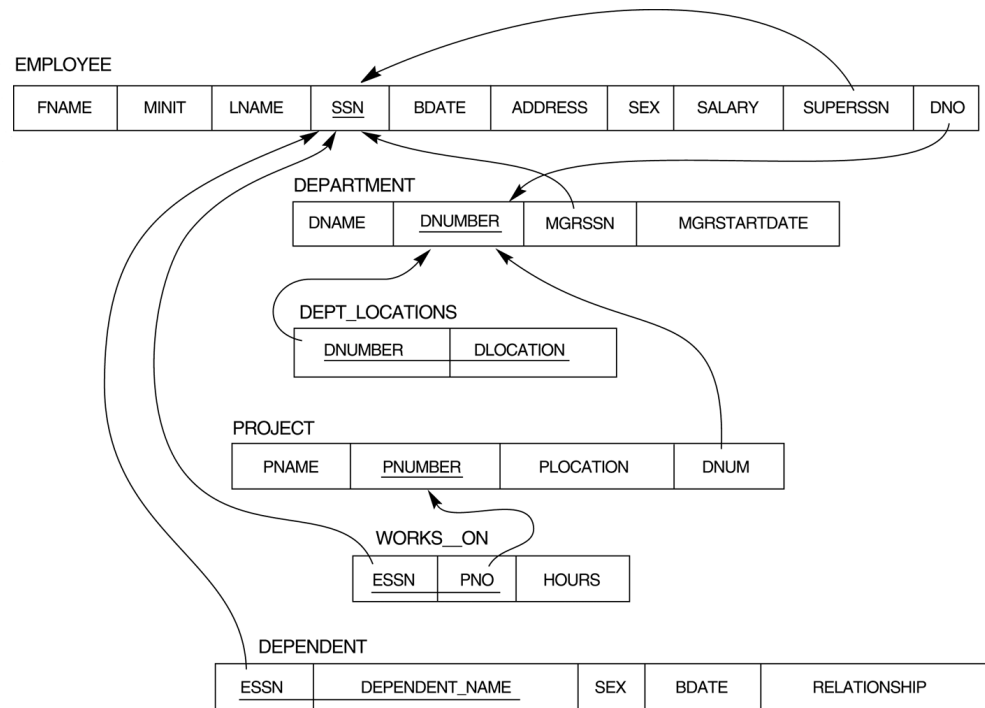 EMPLOYEE
FNAME MINIT LNAME SSN BDATE ADDRESS SEX SALARY SUPERSSN DNO
DEPARTMENT
DNAME DNUMBER MGRSSN MGRSTARTDATE
DEPT_LOCATIONS
DNUMBER DLOCATION
PROJECT
PNAME PNUMBER PLOCATION DNUM
WORKS__ON
ESSN PNO HOURS
DEPENDENT
ESSN DEPENDENT_NAME SEX BDATE RELATIONSHIP